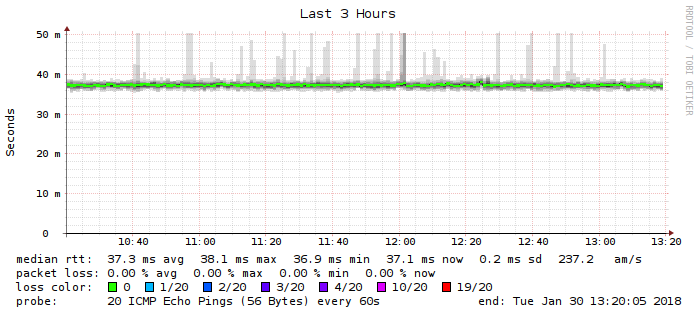 Last 3 Hours
RRDTOOL / TOBI OETIKER
Seconds
50 m
40 m
30 m
20 m
10 m
0
10:40 11:00 11:20 11:40 12:00 12:20 12:40 13:00 13:20
median rtt: 37.3 ms avg 38.1 ms max 36.9 ms min 37.1 ms now 0.2 ms sd 237.2 am/s
packet loss: 0.00 % avg 0.00 % max 0.00 % min 0.00 % now
loss color: 0 1/20 2/20 3/20 4/20 10/20 19/20
probe: 20 ICMP Echo Pings (56 Bytes) every 60s end: Tue Jan 30 13:20:05 2018